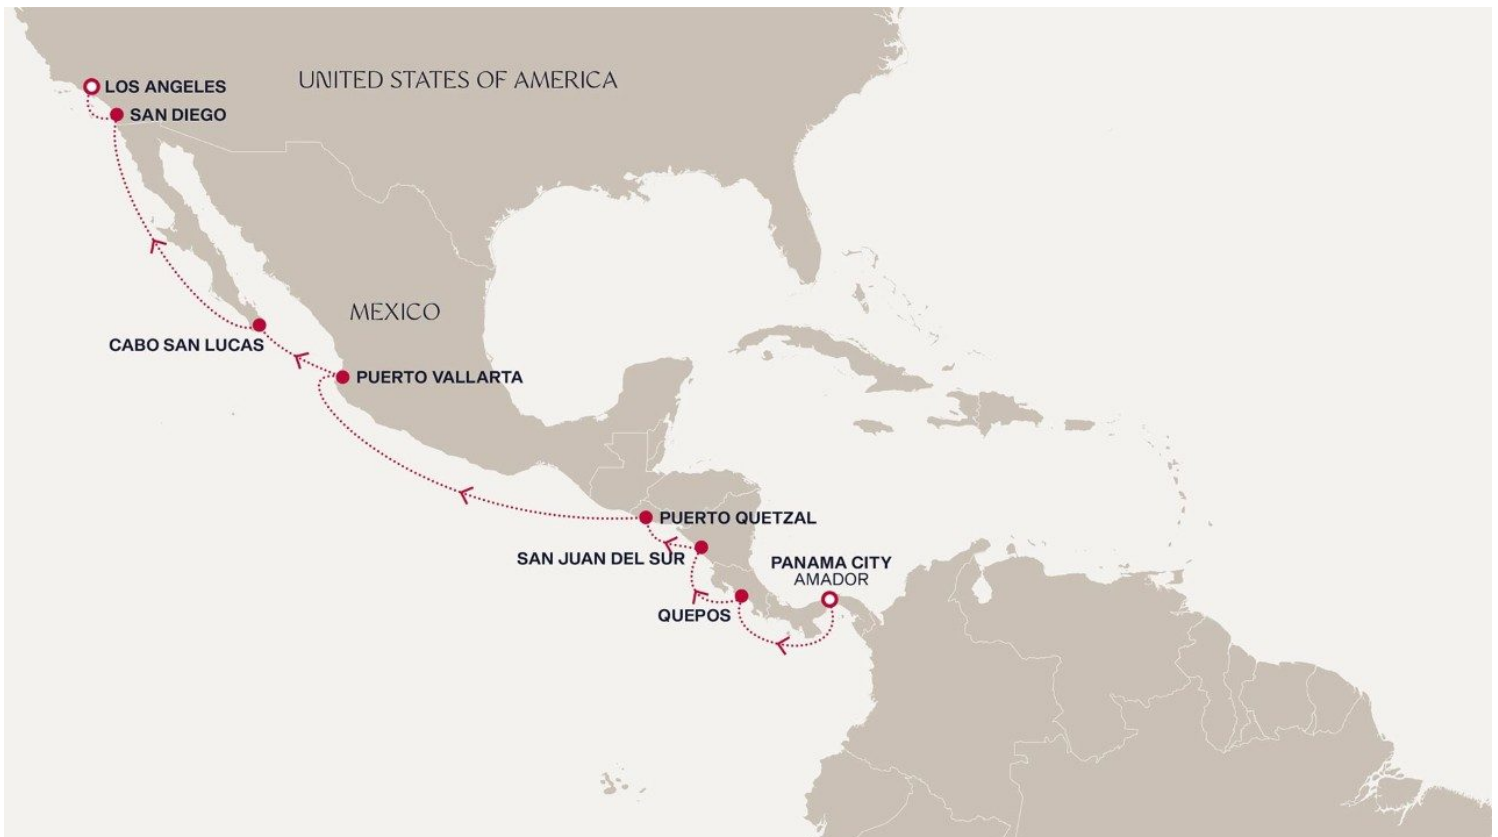 UNITED STATES OF AMERICA
LOS ANGELES
SAN DIEGO
MEXICO
CABO SAN LUCAS
PUERTO VALLARTA
PUERTO QUETZAL
SAN JUAN DEL SUR
PANAMA CITY
AMADOR
QUEPOS